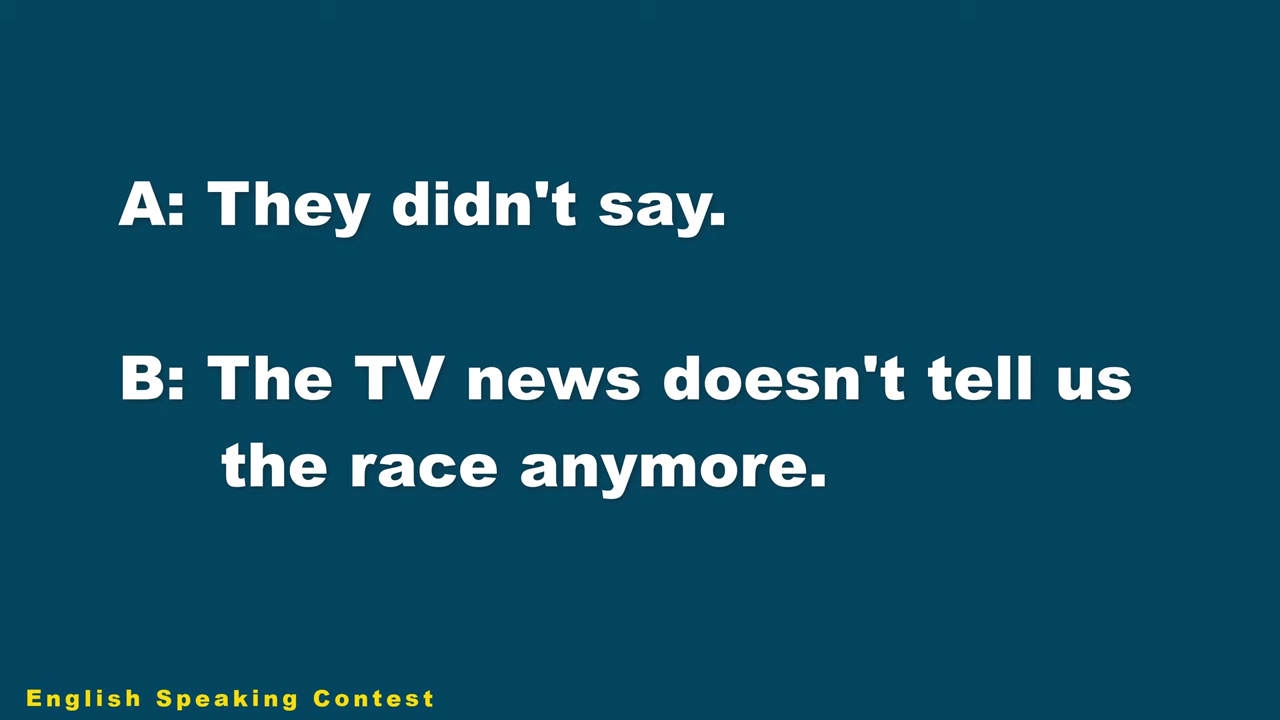 A: They didn't say.
B: The TV news doesn't tell us
the race anymore.
English Speaking Contest